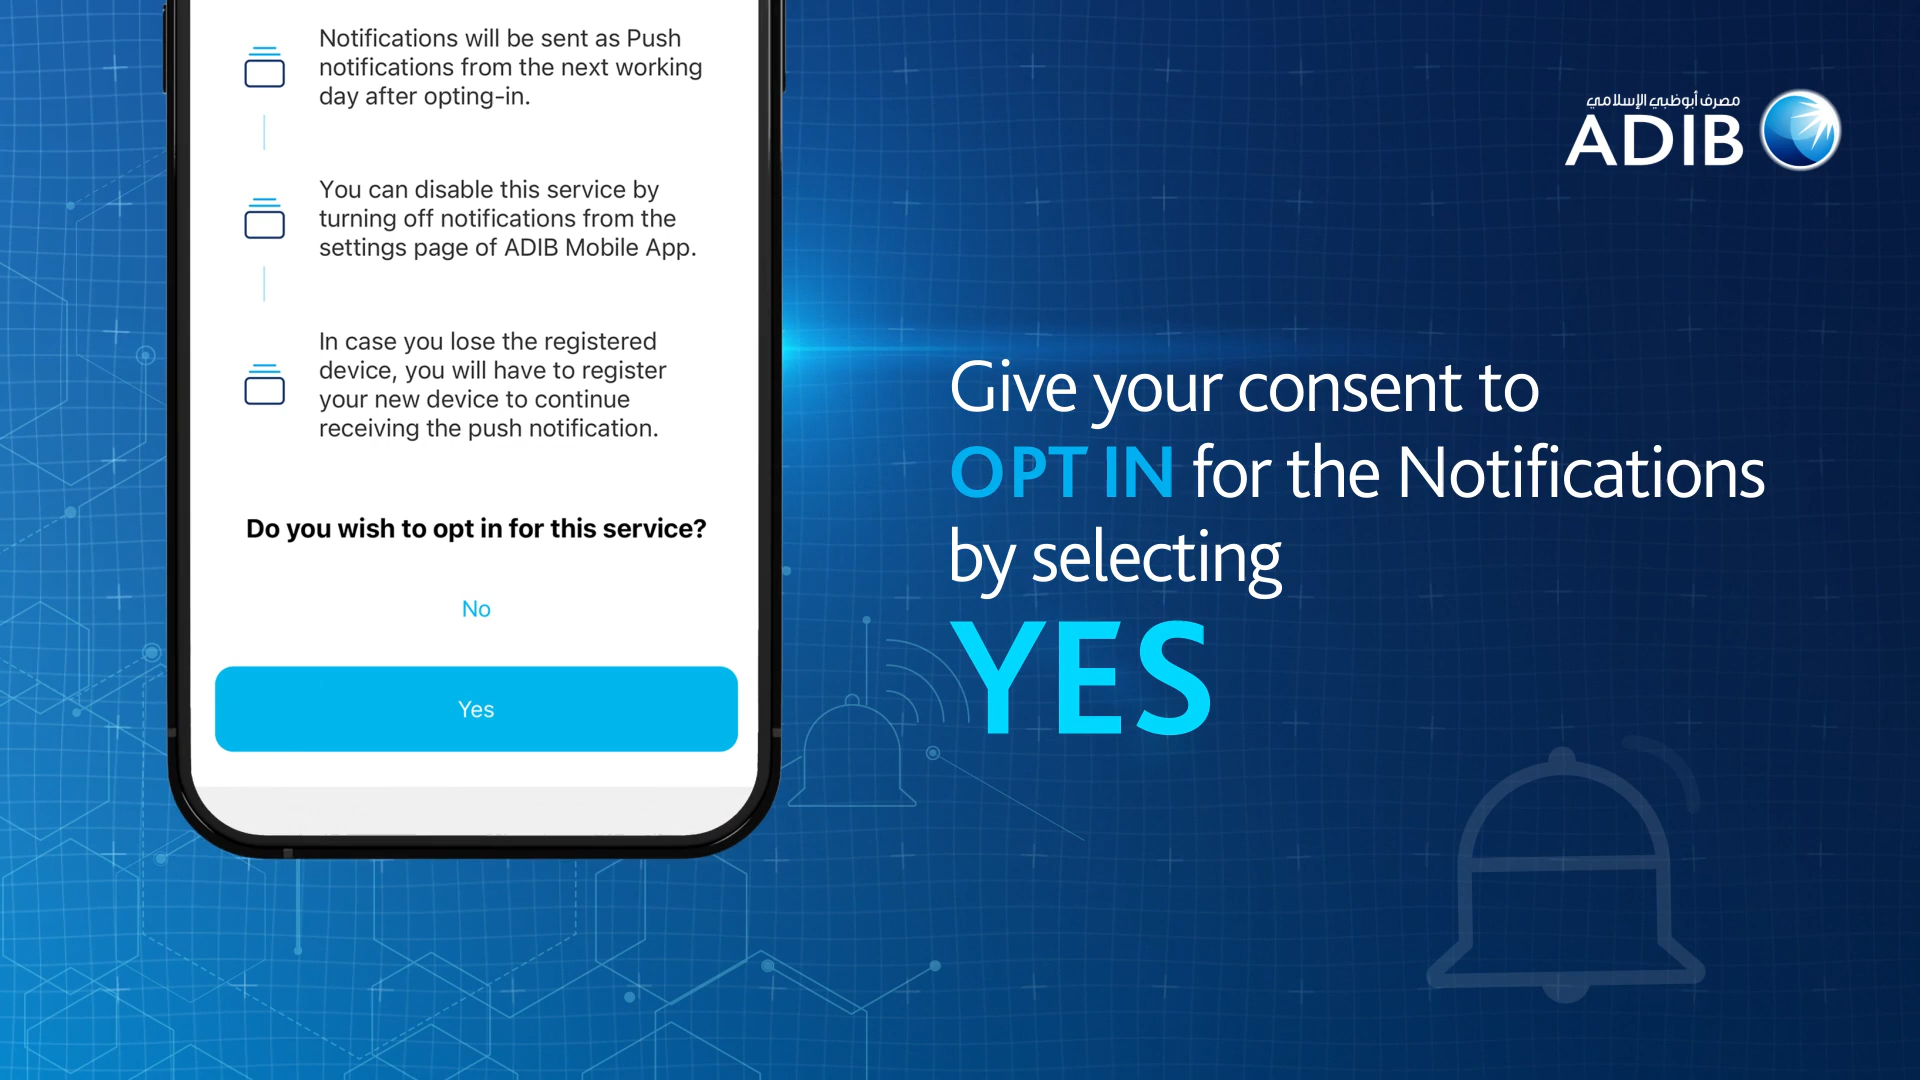 Notifications will be sent as Push
notifications from the next working
day after opting-in.
You can disable this service by
turning off notifications from the
settings page of ADIB Mobile App.
In case you lose the registered
device, you will have to register
your new device to continue
receiving the push notification.
Do you wish to opt in for this service?
No
Yes
مصرف أبوظبي الإسلامي
ADIB
Give your consent to
OPT IN for the Notifications
by selecting
YES